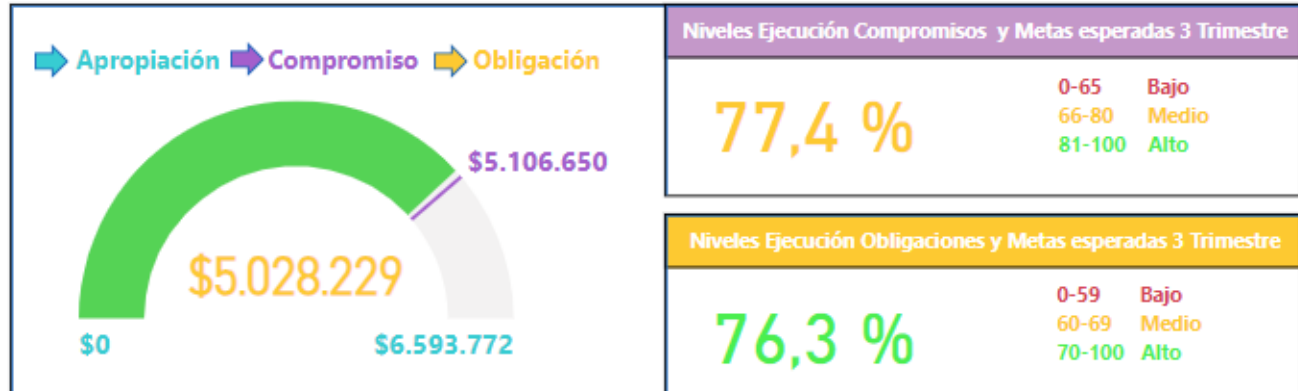 Apropiación Compromiso Obligación
$5.106.650
$5.028.229
$0 $6.593.772
Niveles Ejecución Compromisos y Metas esperadas 3 Trimestre
77,4 %
0-65 Bajo
66-80 Medio
81-100 Alto
Niveles Ejecución Obligaciones y Metas esperadas 3 Trimestre
76,3 %
0-59 Bajo
60-69 Medio
70-100 Alto